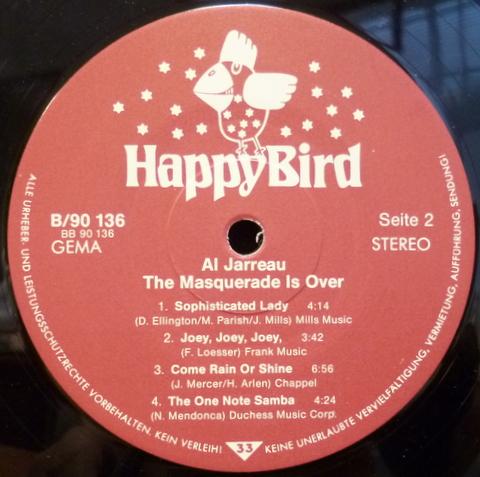 HappyBird
B/90 136
BB 90 136
GEMA
Seite 2
STEREO
Al Jarreau
The Masquerade Is Over
1. Sophisticated Lady 4:14
(D. Ellington/M. Parish/J. Mills) Mills Music
2. Joey, Joey, Joey, 3:42
(F. Loesser) Frank Music
3. Come Rain Or Shine 6:56
(J. Mercer/H. Arlen) Chappel
4. The One Note Samba 4:24
(N. Mendonca) Duchess Music Corp.
33
ALLE URHEBER- UND LEISTUNGSSCHUTZRECHTE VORBEHALTEN. KEIN VERLEIH! KEINE UNERLAUBTE VERVIELFÄLTIGUNG, VERMIETUNG, AUFFÜHRUNG, SENDUNG!